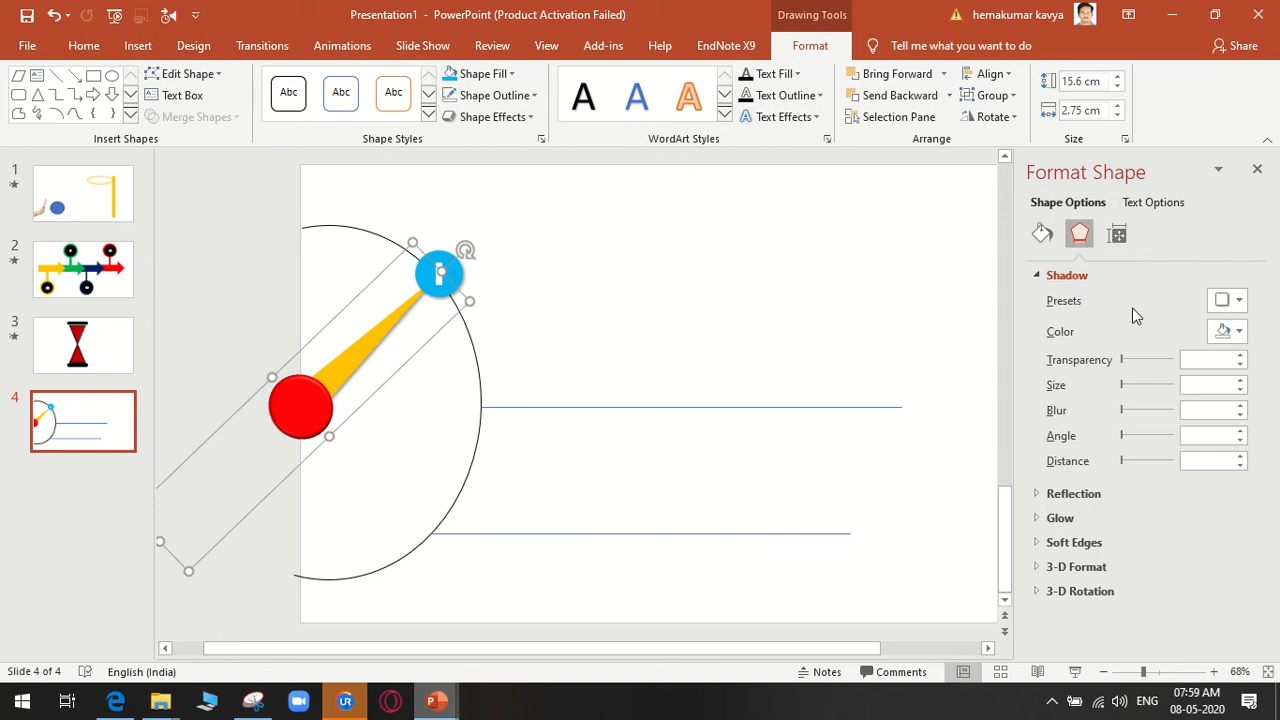 Presentation1 - PowerPoint (Product Activation Failed)
Drawing Tools
hemakumar kavya
File Home Insert Design Transitions Animations Slide Show Review View Add-ins Help EndNote X9 Format Tell me what you want to do Share
Edit Shape
Text Box
Merge Shapes
Insert Shapes
Abc Abc Abc
Shape Fill
Shape Outline
Shape Effects
Shape Styles
A A A
Text Fill
Text Outline
Text Effects
WordArt Styles
Bring Forward
Send Backward
Selection Pane
Align
Group
Rotate
Arrange
15.6 cm
2.75 cm
Size
1
2
3
4
Format Shape
Shape Options Text Options
Shadow
Presets
Color
Transparency
Size
Blur
Angle
Distance
Reflection
Glow
Soft Edges
3-D Format
3-D Rotation
Slide 4 of 4 English (India) Notes Comments 68%
UR
ENG
07:59 AM
08-05-2020